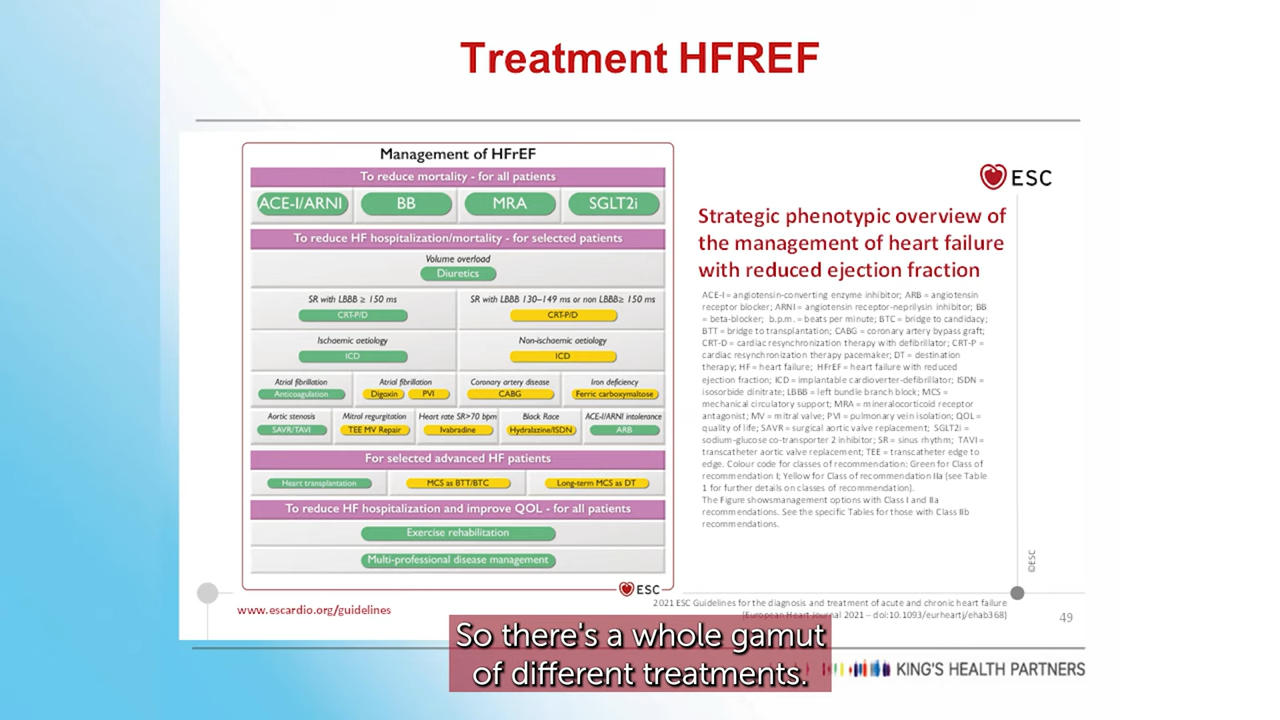 Treatment HFREF
Management of HFrEF
To reduce mortality - for all patients
ACE-I/ARNI BB MRA SGLT2i
To reduce HF hospitalization/mortality - for selected patients
Volume overload
Diuretics
SR with LBBB ≥ 150 ms SR with LBBB 130–149 ms or non LBBB ≥ 150 ms
CRT-P/D CRT-P/D
Ischaemic aetiology Non-ischaemic aetiology
ICD ICD
Atrial fibrillation Atrial fibrillation Coronary artery disease Iron deficiency
Anticoagulation Digoxin PVI CABG Ferric carboxymaltose
Aortic stenosis Mitral regurgitation Heart rate SR>70 bpm Black Race ACE-I/ARNI intolerance
SAVR/TAVI TEE MV Repair Ivabradine Hydralazine/ISDN ARB
For selected advanced HF patients
Heart transplantation MCS as BTT/BTC Long-term MCS as DT
To reduce HF hospitalization and improve QOL - for all patients
Exercise rehabilitation
Multi-professional disease management
ESC
www.escardio.org/guidelines
ESC
Strategic phenotypic overview of
the management of heart failure
with reduced ejection fraction
ACE-I = angiotensin-converting enzyme inhibitor; ARB = angiotensin
receptor blocker; ARNI = angiotensin receptor-neprilysin inhibitor; BB
= beta-blocker; b.p.m. = beats per minute; BTC = bridge to candidacy;
BTT = bridge to transplantation; CABG = coronary artery bypass graft;
CRT-D = cardiac resynchronization therapy with defibrillator; CRT-P =
cardiac resynchronization therapy pacemaker; DT = destination
therapy; HF = heart failure; HFrEF = heart failure with reduced
ejection fraction; ICD = implantable cardioverter-defibrillator; ISDN =
isosorbide dinitrate; LBBB = left bundle branch block; MCS =
mechanical circulatory support; MRA = mineralocorticoid receptor
antagonist; MV = mitral valve; PVI = pulmonary vein isolation; QOL =
quality of life; SAVR = surgical aortic valve replacement; SGLT2i =
sodium-glucose co-transporter 2 inhibitor; SR = sinus rhythm; TAVI =
transcatheter aortic valve replacement; TEE = transcatheter edge to
edge. Colour code for classes of recommendation: Green for Class of
recommendation I; Yellow for Class of recommendation IIa (see Table
1 for further details on classes of recommendation).
The Figure showsmanagement options with Class I and IIa
recommendations. See the specific Tables for those with Class IIb
recommendations.
©ESC
2021 ESC Guidelines for the diagnosis and treatment of acute and chronic heart failure
(European Heart Journal 2021 – doi:10.1093/eurheartj/ehab368)
49
So there's a whole gamut
of different treatments.
KING'S HEALTH PARTNERS